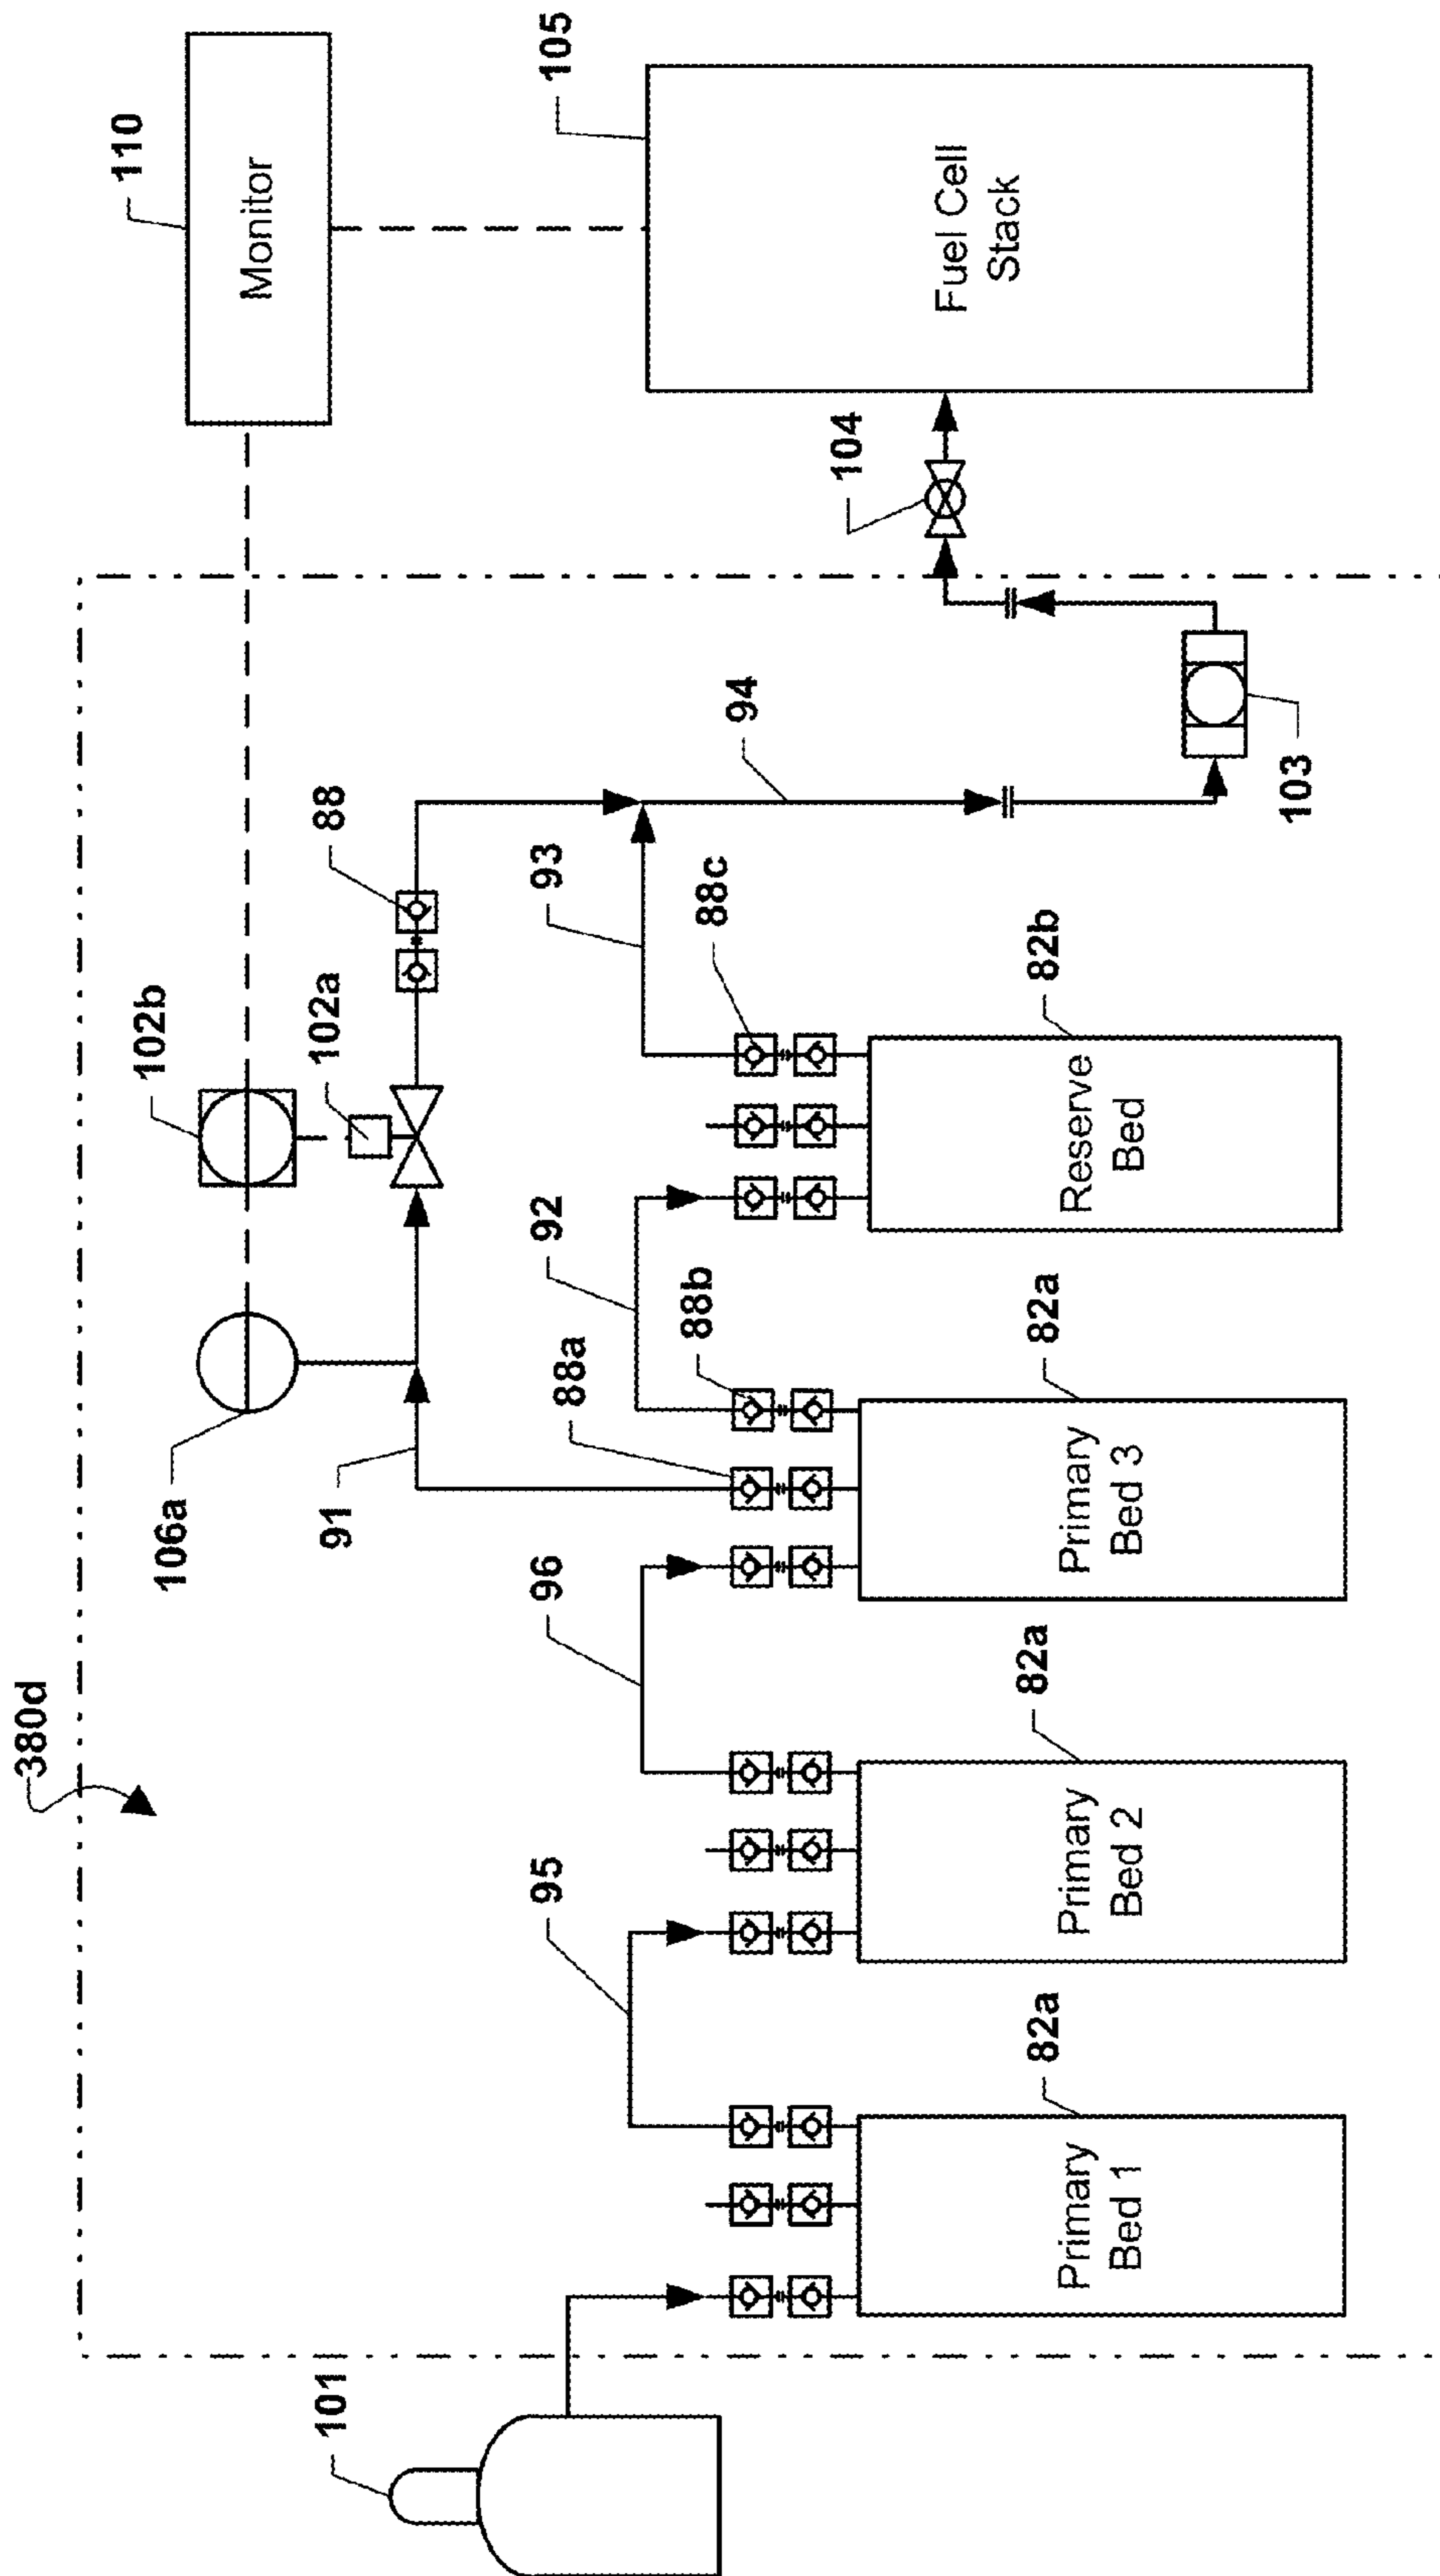 380d
101
106a
102b
110
Monitor
102a
88
91
105
95
96
92
93
94
88a
88b
88c
104
Fuel Cell
Stack
82a
82a
82a
82b
103
Primary
Bed 1
Primary
Bed 2
Primary
Bed 3
Reserve
Bed